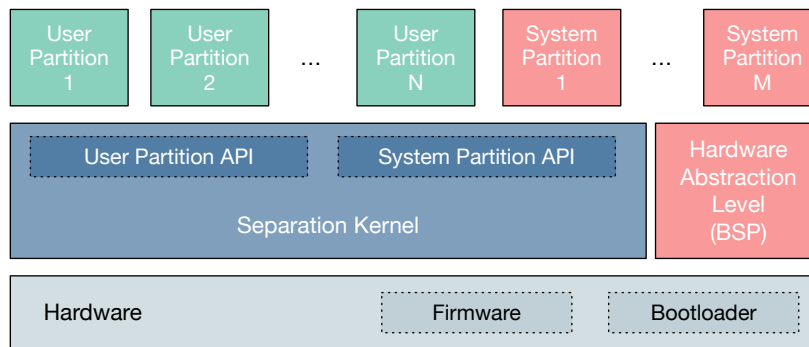 User
Partition
1
User
Partition
2
...
User
Partition
N
System
Partition
1
...
System
Partition
M
User Partition API
System Partition API
Separation Kernel
Hardware
Abstraction
Level
(BSP)
Hardware
Firmware
Bootloader